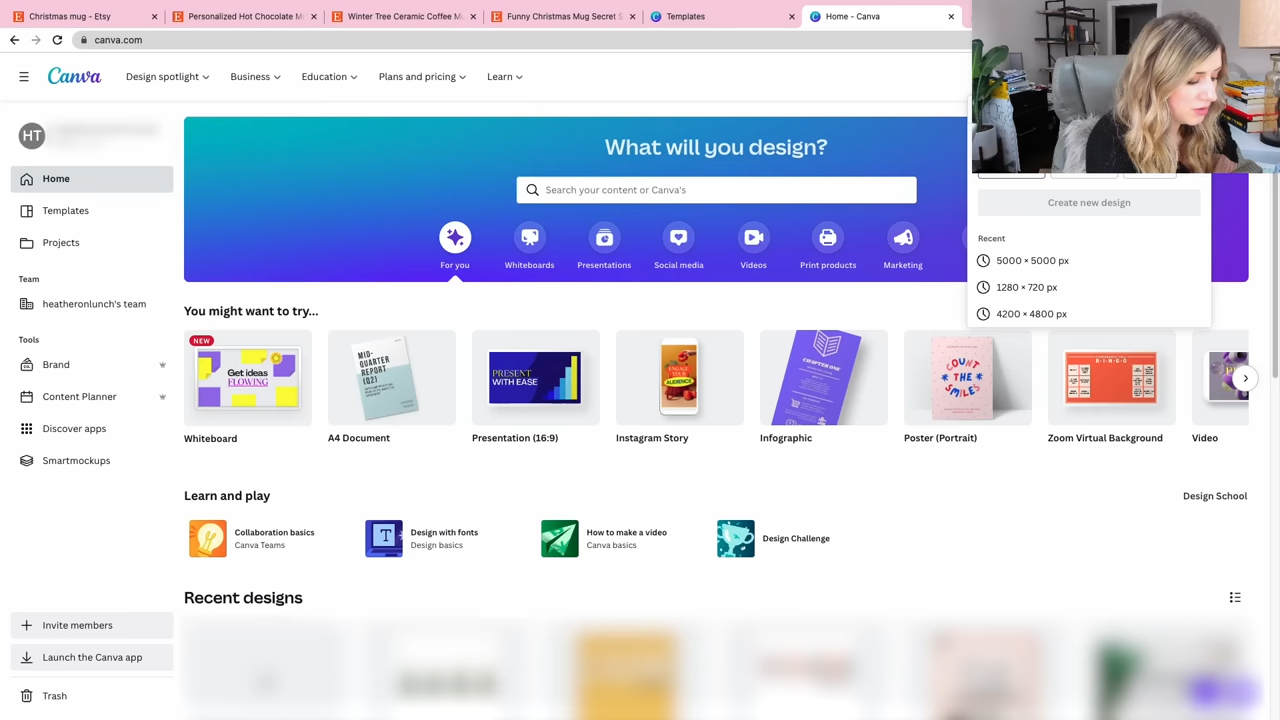 Christmas mug - Etsy
Personalized Hot Chocolate M
Winter Tree Ceramic Coffee M
Funny Christmas Mug Secret S
Templates
Home - Canva
canva.com
Canva
Design spotlight
Business
Education
Plans and pricing
Learn
HT
What will you design?
Home
Search your content or Canva's
Templates
Create new design
Projects
Recent
5000 × 5000 px
For you
Whiteboards
Presentations
Social media
Videos
Print products
Marketing
1280 × 720 px
4200 × 4800 px
Team
heatheronlunch's team
You might want to try...
Tools
Brand
Content Planner
Discover apps
Smartmockups
NEW
Get ideas
FLOWING
MID-
QUARTER
REPORT
(Q2)
PRESENT
WITH EASE
ENGAGE
YOUR
AUDIENCE
CHAPTER ONE
COUNT
THE
SMILES
BINGO
Whiteboard
A4 Document
Presentation (16:9)
Instagram Story
Infographic
Poster (Portrait)
Zoom Virtual Background
Video
Learn and play
Design School
Collaboration basics
Canva Teams
Design with fonts
Design basics
How to make a video
Canva basics
Design Challenge
Recent designs
Invite members
Launch the Canva app
Trash